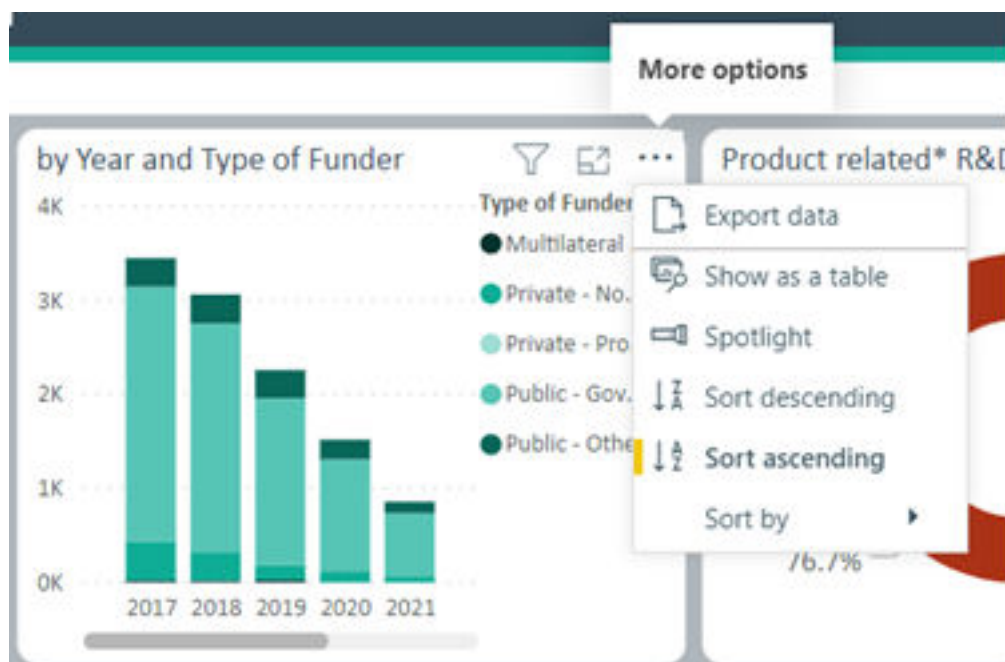 More options
by Year and Type of Funder
Product related* R&D
4K
3K
2K
1K
0K
2017 2018 2019 2020 2021
Type of Funder
Multilateral
Private - No.
Private - Pro
Public - Gov.
Public - Othe
Export data
Show as a table
Spotlight
Sort descending
Sort ascending
Sort by
76.7%